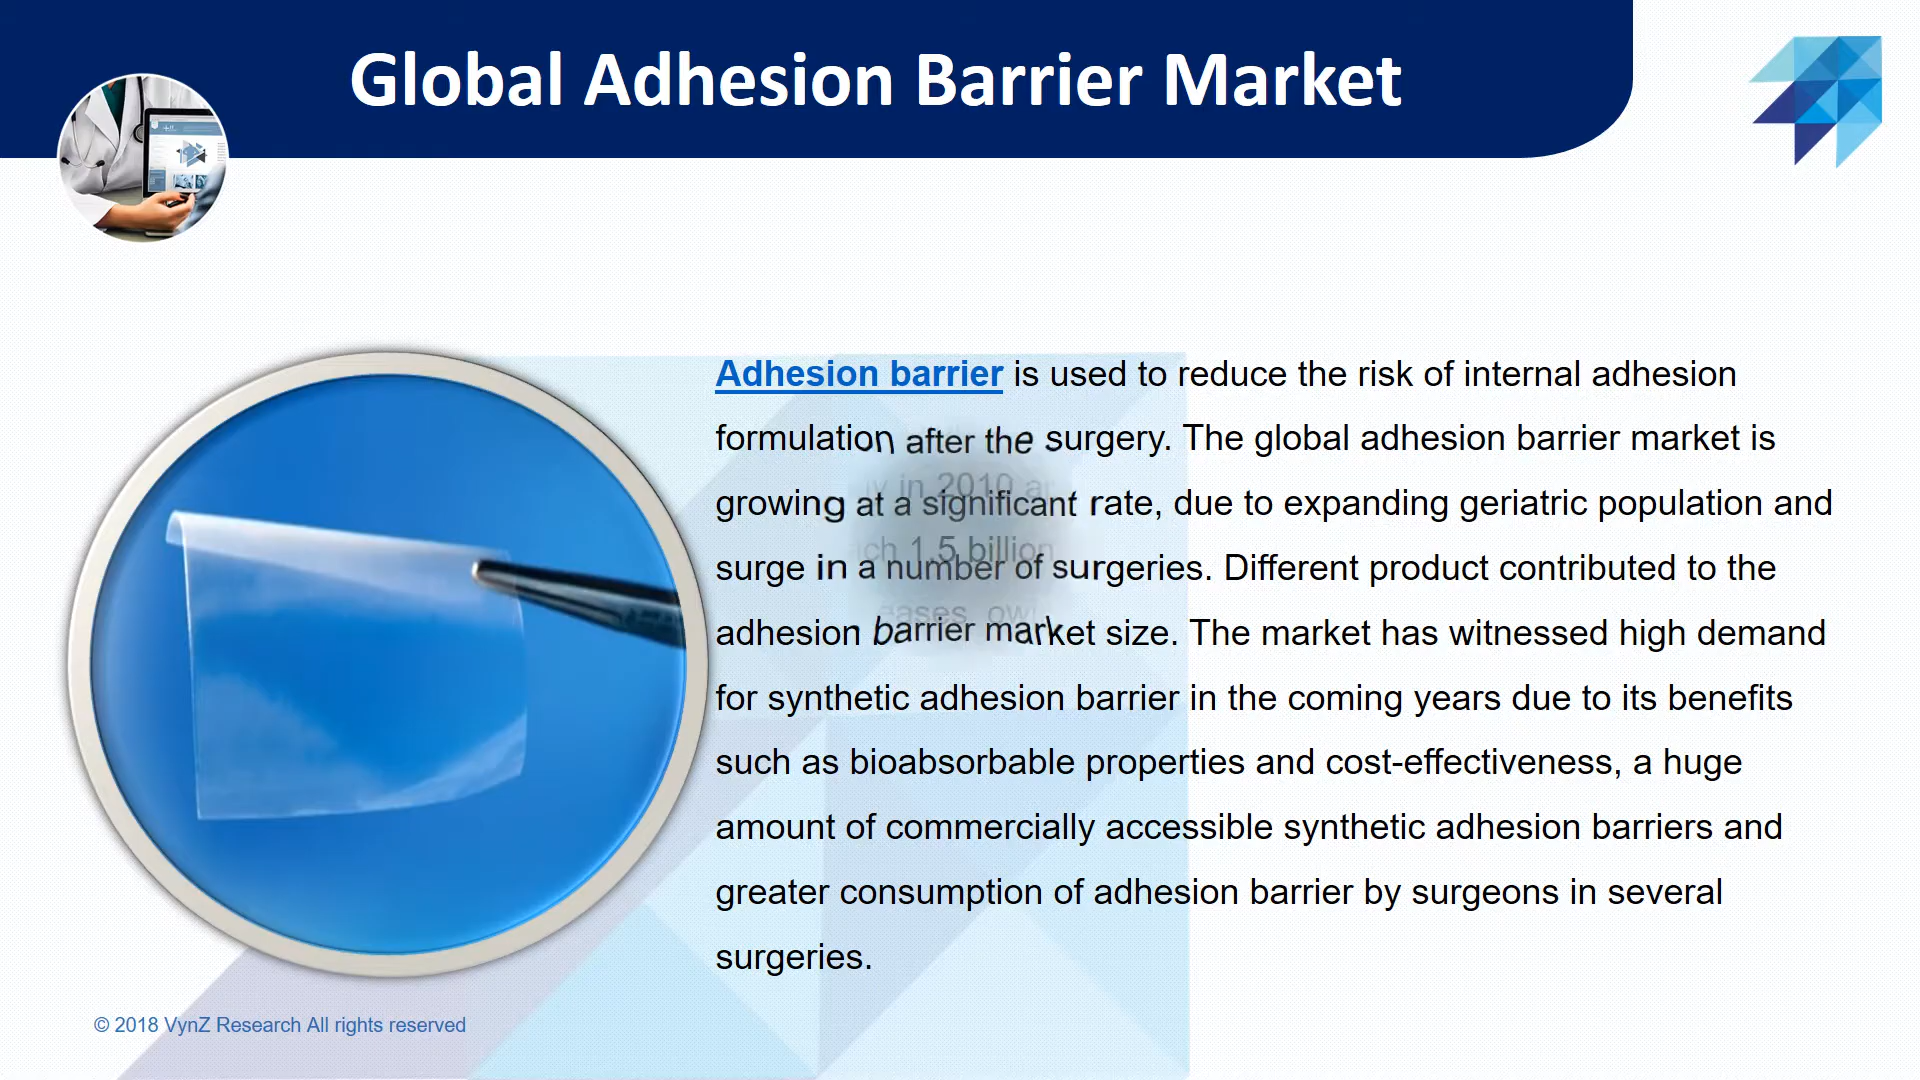 Global Adhesion Barrier Market
Adhesion barrier is used to reduce the risk of internal adhesion
formulation after the surgery. The global adhesion barrier market is
growing at a significant rate, due to expanding geriatric population and
surge in a number of surgeries. Different product contributed to the
adhesion barrier market size. The market has witnessed high demand
for synthetic adhesion barrier in the coming years due to its benefits
such as bioabsorbable properties and cost-effectiveness, a huge
amount of commercially accessible synthetic adhesion barriers and
greater consumption of adhesion barrier by surgeons in several
surgeries.
in 2010
1.5 billion
© 2018 VynZ Research All rights reserved